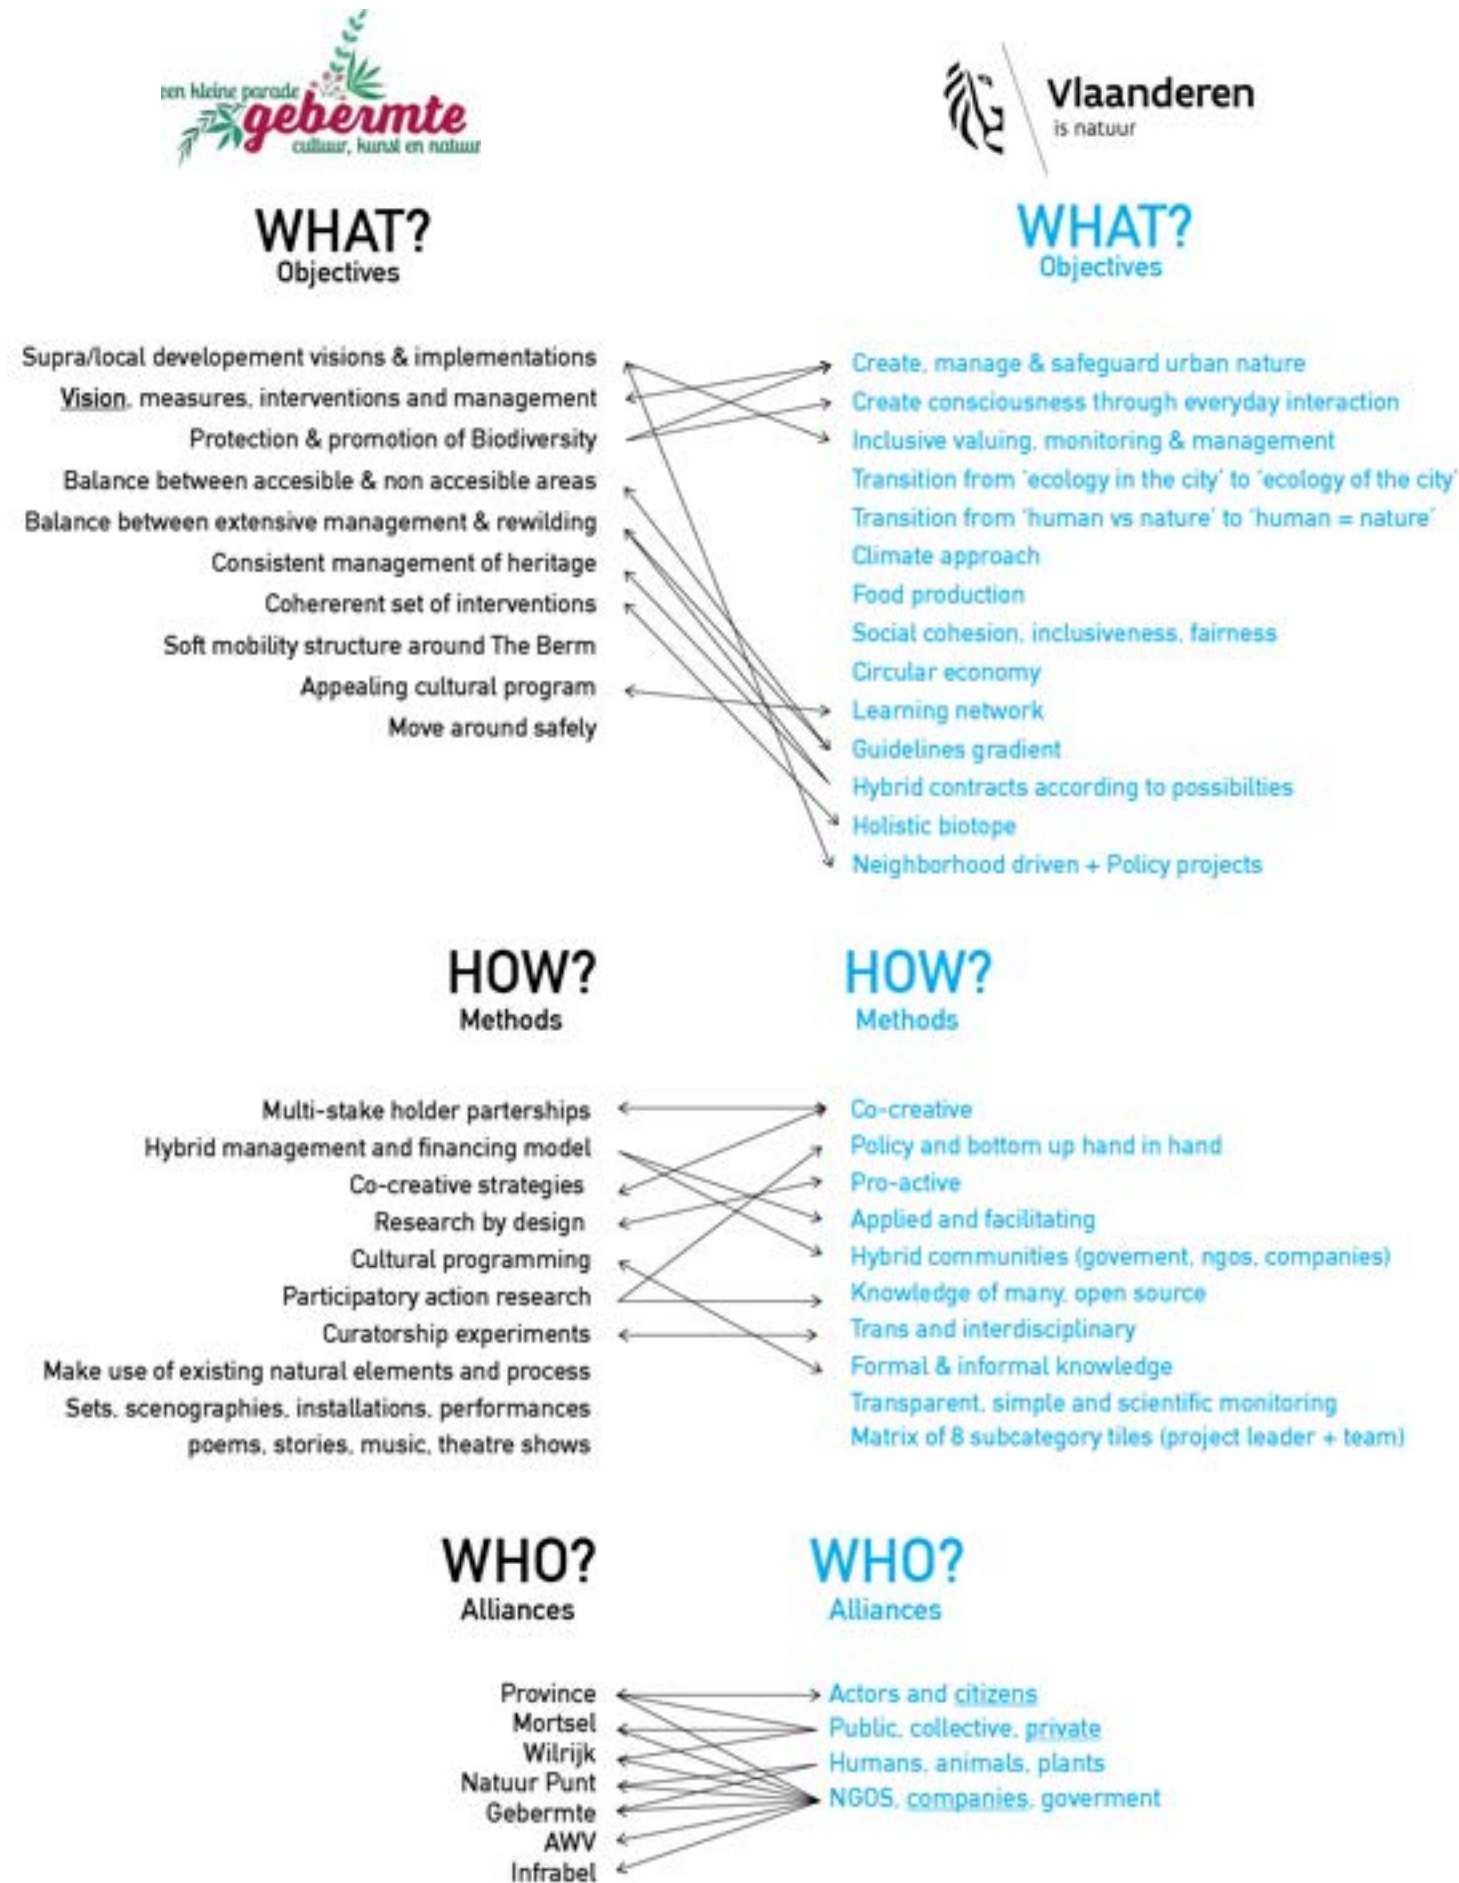 een kleine parade
gebermte
cultuur, kunst en natuur
Vlaanderen
is natuur
WHAT?
Objectives
Supra/local developement visions & implementations
Vision, measures, interventions and management
Protection & promotion of Biodiversity
Balance between accesible & non accesible areas
Balance between extensive management & rewilding
Consistent management of heritage
Cohererent set of interventions
Soft mobility structure around The Berm
Appealing cultural program
Move around safely
WHAT?
Objectives
Create, manage & safeguard urban nature
Create consciousness through everyday interaction
Inclusive valuing, monitoring & management
Transition from 'ecology in the city' to 'ecology of the city'
Transition from 'human vs nature' to 'human = nature'
Climate approach
Food production
Social cohesion, inclusiveness, fairness
Circular economy
Learning network
Guidelines gradient
Hybrid contracts according to possibilties
Holistic biotope
Neighborhood driven + Policy projects
HOW?
Methods
Multi-stake holder parterships
Hybrid management and financing model
Co-creative strategies
Research by design
Cultural programming
Participatory action research
Curatorship experiments
Make use of existing natural elements and process
Sets, scenographies, installations, performances
poems, stories, music, theatre shows
HOW?
Methods
Co-creative
Policy and bottom up hand in hand
Pro-active
Applied and facilitating
Hybrid communities (goverment, ngos, companies)
Knowledge of many, open source
Trans and interdisciplinary
Formal & informal knowledge
Transparent, simple and scientific monitoring
Matrix of 8 subcategory tiles (project leader + team)
WHO?
Alliances
Province
Mortsel
Wilrijk
Natuur Punt
Gebermte
AWV
Infrabel
WHO?
Alliances
Actors and citizens
Public, collective, private
Humans, animals, plants
NGOS, companies, goverment